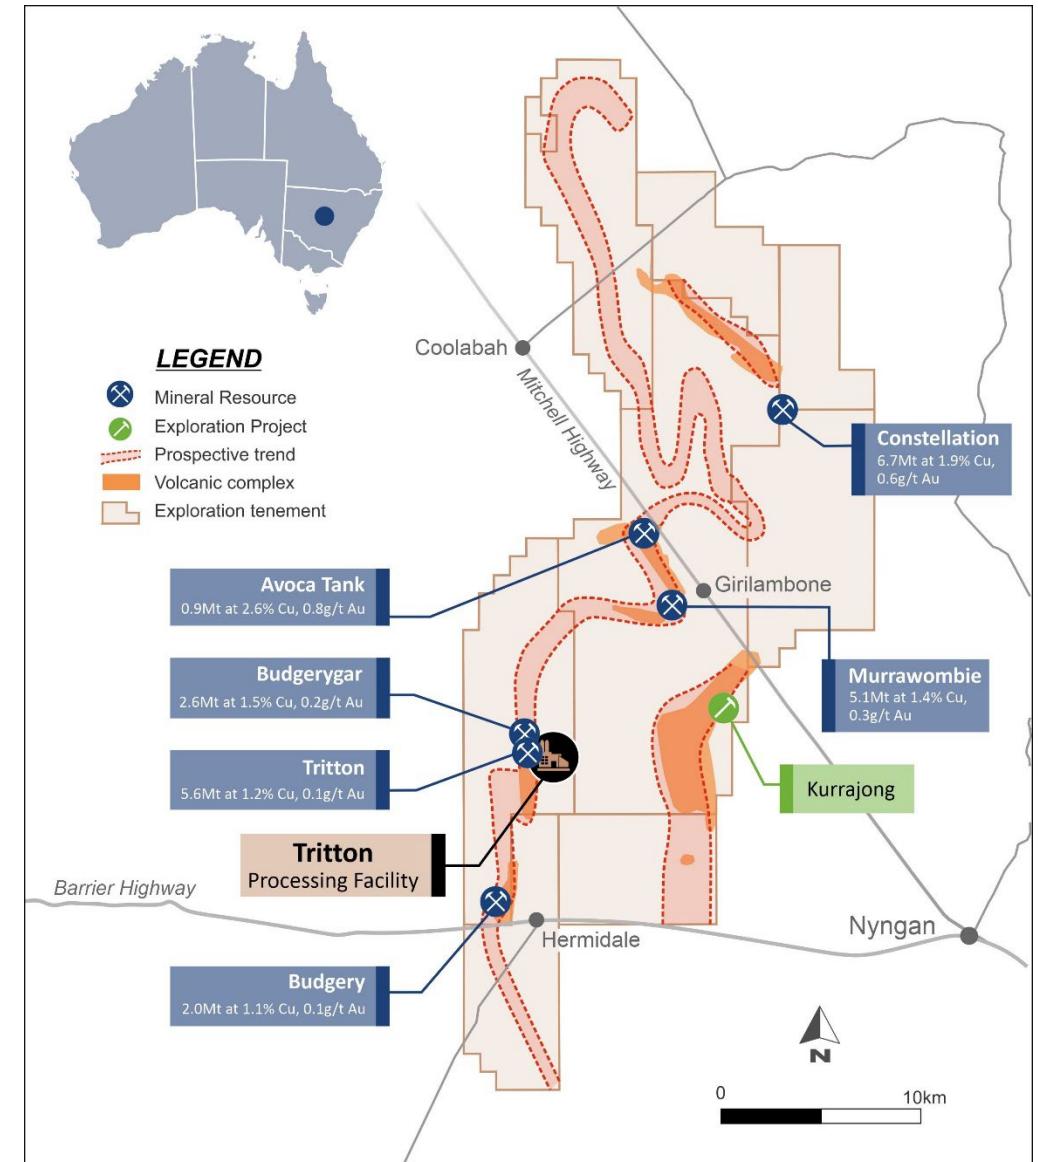 Coolabah
Mitchell Highway
LEGEND
Mineral Resource
Exploration Project
Prospective trend
Volcanic complex
Exploration tenement
Constellation
6.7Mt at 1.9% Cu,
0.6g/t Au
Avoca Tank
0.9Mt at 2.6% Cu, 0.8g/t Au
Girilambone
Budgerygar
2.6Mt at 1.5% Cu, 0.2g/t Au
Murrawombie
5.1Mt at 1.4% Cu,
0.3g/t Au
Tritton
5.6Mt at 1.2% Cu, 0.1g/t Au
Kurrajong
Tritton
Processing Facility
Barrier Highway
Hermidale
Nyngan
Budgery
2.0Mt at 1.1% Cu, 0.1g/t Au
N
0 10km